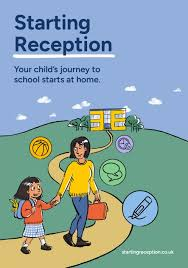 Starting
Reception
Your child's journey to
school starts at home.
startingreception.co.uk